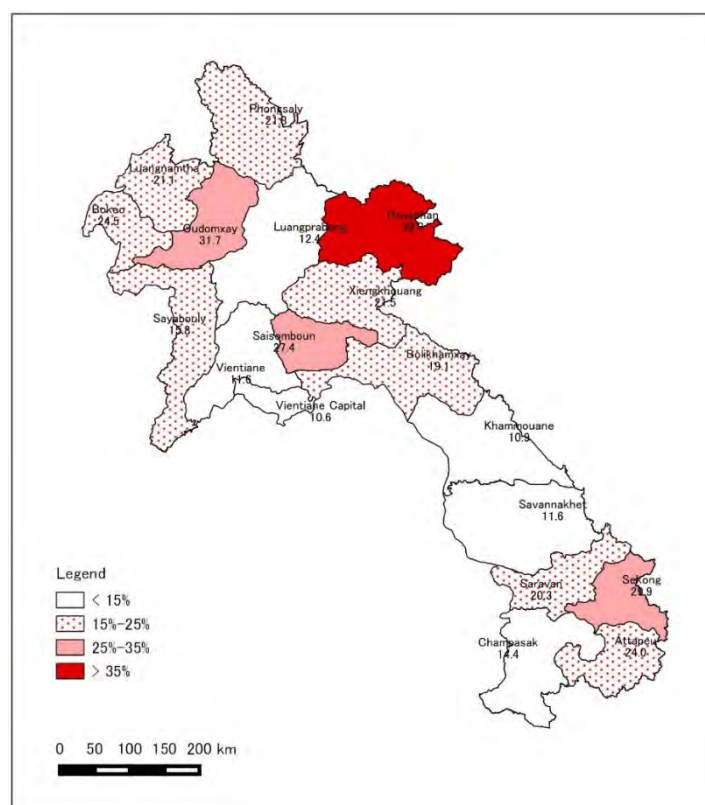 Phongsaly
21.8
Luangnamtha
21.1
Bokeo
24.5
Oudomxay
31.7
Luangprabang
12.4
Xiengkhouang
21.5
Sayabouly
15.8
Saisomboun
27.4
Bolikhamxay
19.1
Vientiane
11.6
Vientiane Capital
10.6
Khammouane
10.9
Savannakhet
11.6
Saravan
20.3
Sekong
Champasak
14.4
Attapeu
24.0
Legend
< 15%
15%-25%
25%-35%
> 35%
0 50 100 150 200 km